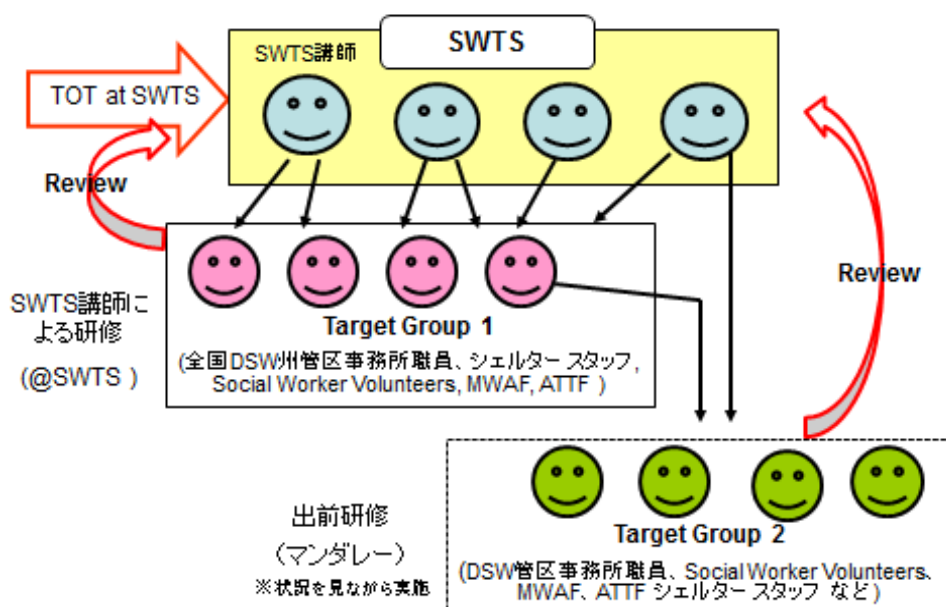 SWTS
SWTS講師
TOT at SWTS
Review
Review
SWTS講師に
よる研修
(@SWTS )
Target Group 1
(全国DSW州管区事務所職員、シェルター スタッフ,
Social Worker Volunteers, MWAF, ATTF )
出前研修
（マンダレー）
※状況を見ながら実施
Target Group 2
(DSW管区事務所職員、Social Worker Volunteers、
MWAF、ATTF シェルター スタッフ など)